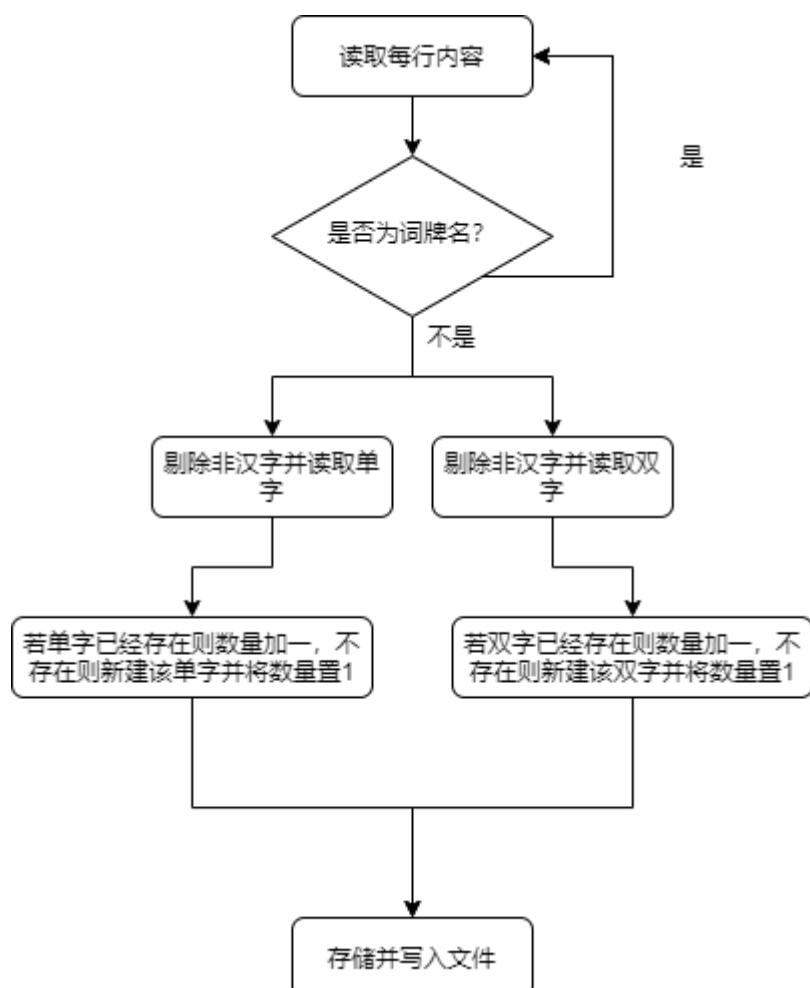 读取每行内容
是
是否为词牌名?
不是
剔除非汉字并读取单
字
剔除非汉字并读取双
字
若单字已经存在则数量加一，不
存在则新建该单字并将数量置1
若双字已经存在则数量加一，不
存在则新建该双字并将数量置1
存储并写入文件